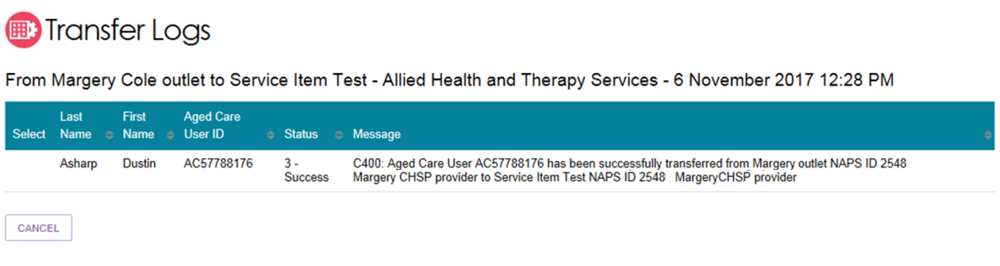 Transfer Logs
From Margery Cole outlet to Service Item Test - Allied Health and Therapy Services - 6 November 2017 12:28 PM
Select Last Name First Name Aged Care User ID Status Message
Asharp Dustin AC57788176 3 - Success C400: Aged Care User AC57788176 has been successfully transferred from Margery outlet NAPS ID 2548
Margery CHSP provider to Service Item Test NAPS ID 2548 MargeryCHSP provider
CANCEL